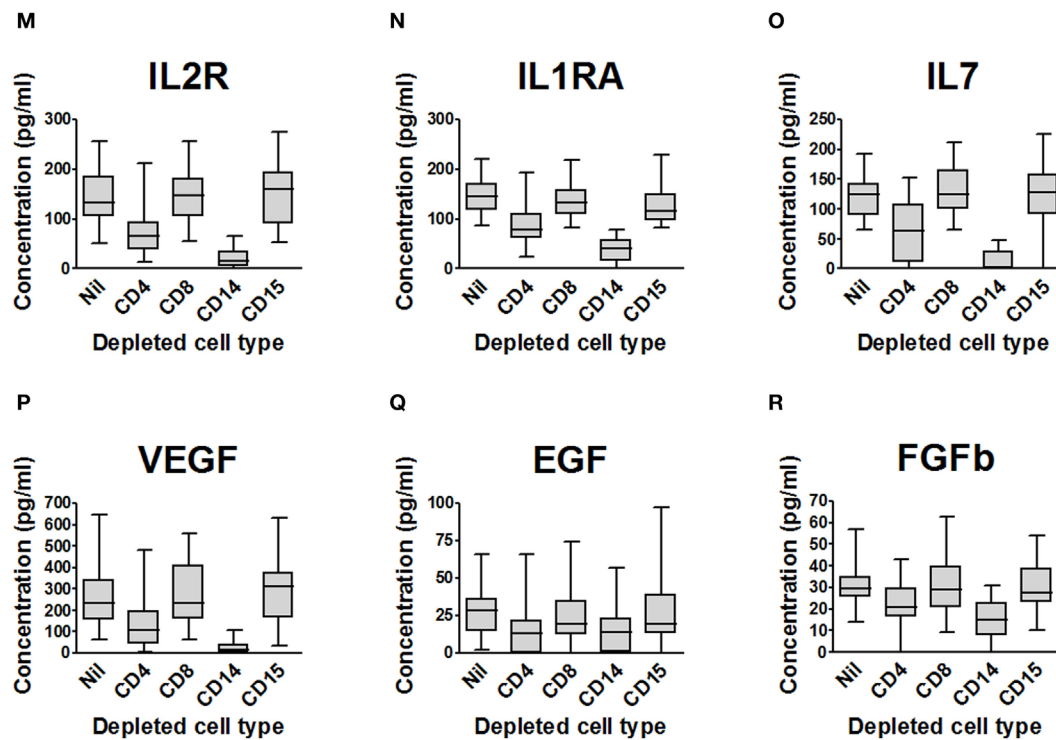 M
N
O
IL2R
IL1RA
IL7
Concentration (pg/ml)
300
200
100
0
Nil
CD4
CD8
CD14
CD15
Depleted cell type
Concentration (pg/ml)
300
200
100
0
Nil
CD4
CD8
CD14
CD15
Depleted cell type
Concentration (pg/ml)
250
200
150
100
50
0
Nil
CD4
CD8
CD14
CD15
Depleted cell type
P
Q
R
VEGF
EGF
FGFb
Concentration (pg/ml)
700
600
500
400
300
200
100
0
Nil
CD4
CD8
CD14
CD15
Depleted cell type
Concentration (pg/ml)
100
75
50
25
0
Nil
CD4
CD8
CD14
CD15
Depleted cell type
Concentration (pg/ml)
70
60
50
40
30
20
10
0
Nil
CD4
CD8
CD14
CD15
Depleted cell type